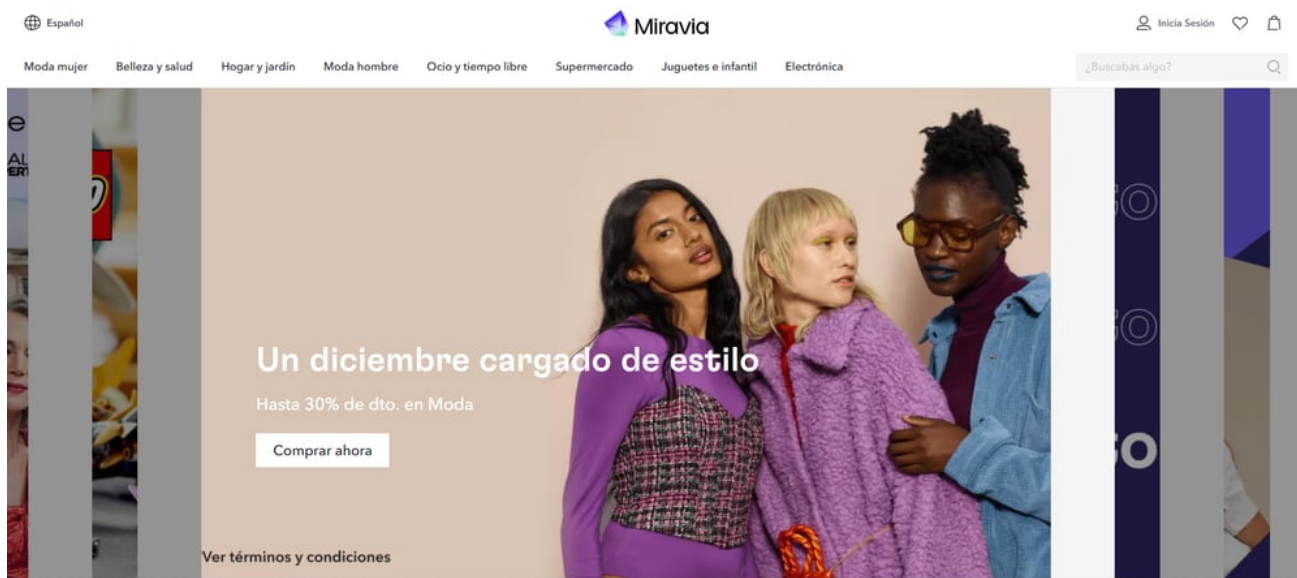 Español
Miravia
Inicia Sesión
Moda mujer Belleza y salud Hogar y jardín Moda hombre Ocio y tiempo libre Supermercado Juguetes e infantil Electrónica
¿Buscabas algo?
Un diciembre cargado de estilo
Hasta 30% de dto. en Moda
Comprar ahora
Ver términos y condiciones